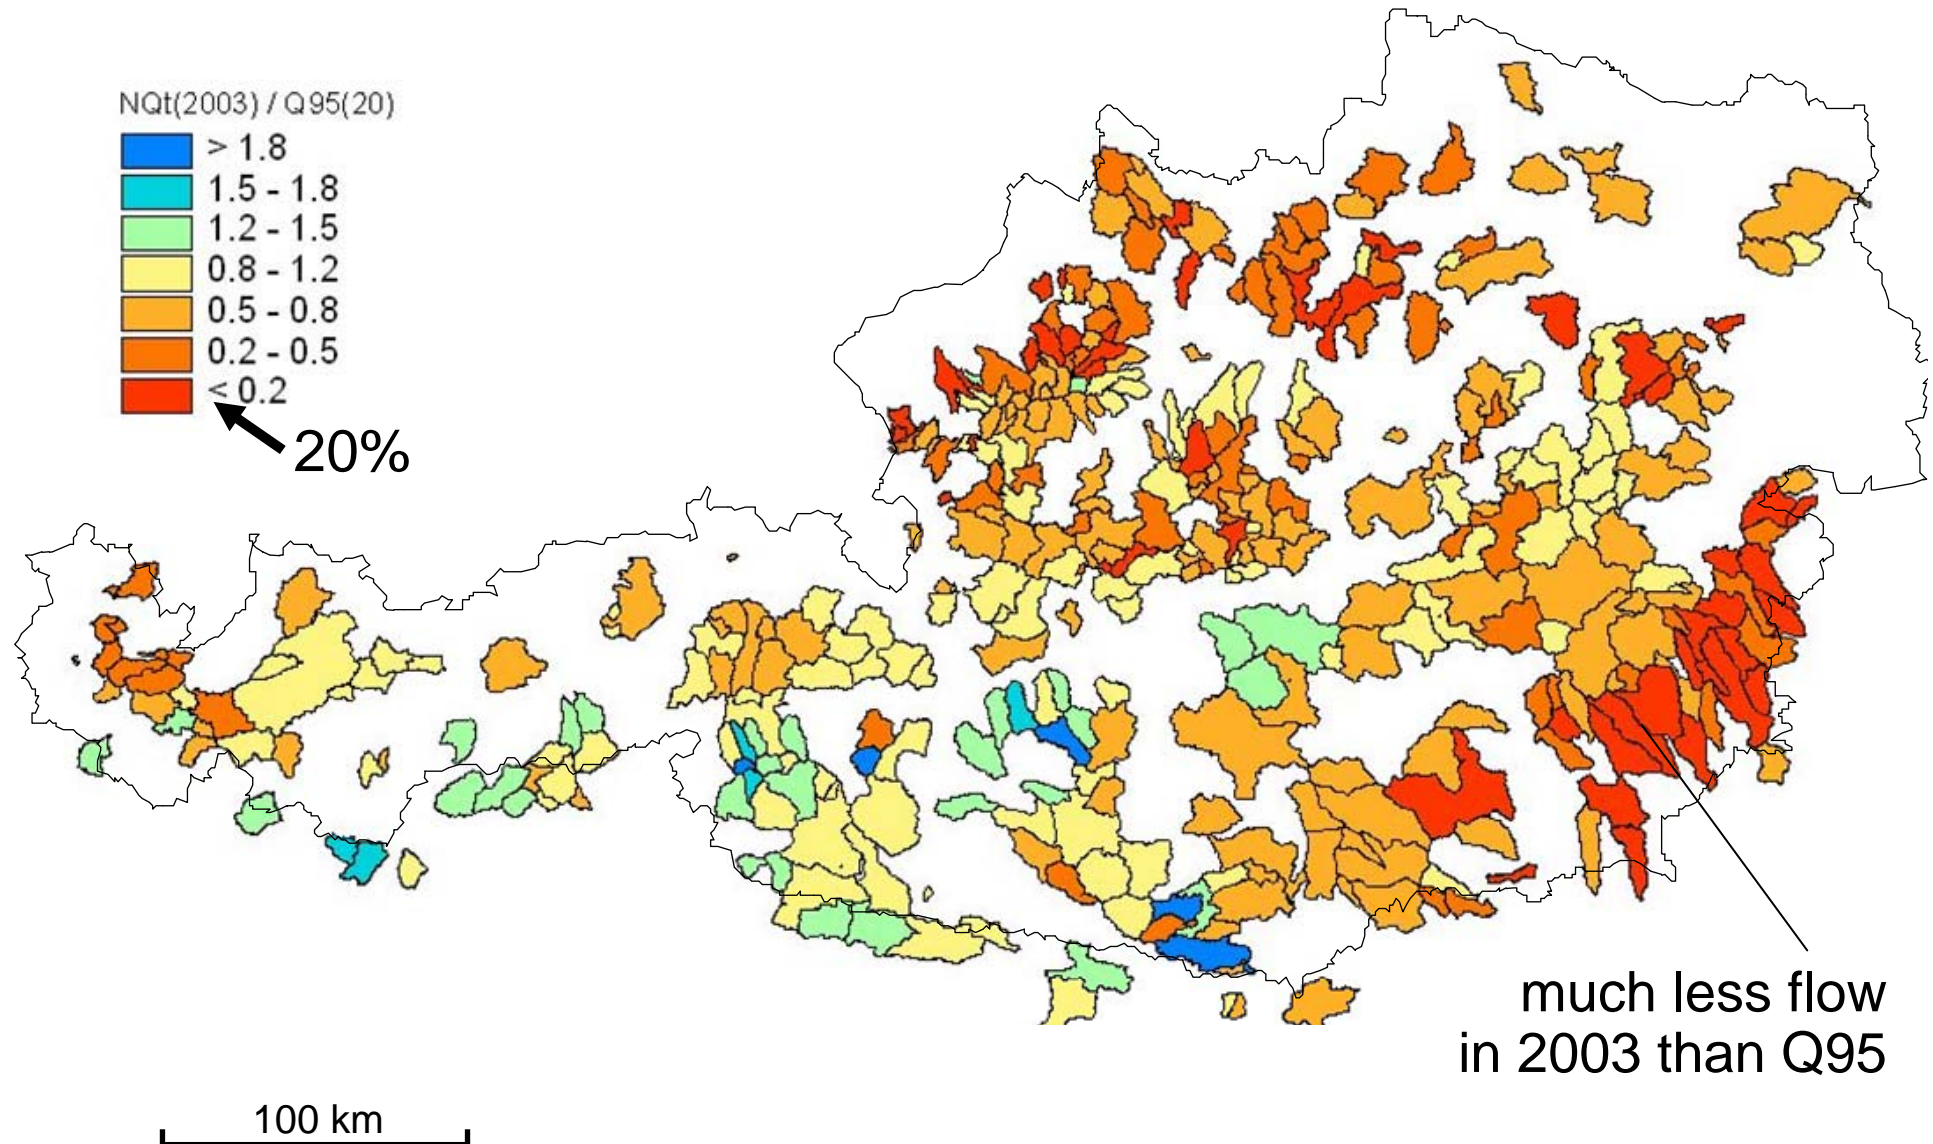 NQt(2003) / Q95(20)
> 1.8
1.5 - 1.8
1.2 - 1.5
0.8 - 1.2
0.5 - 0.8
0.2 - 0.5
< 0.2
20%
much less flow
in 2003 than Q95
100 km